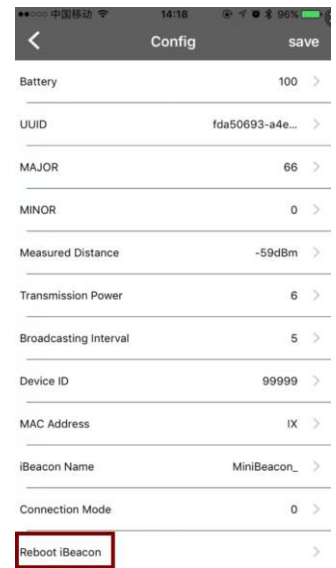 中国移动 14:18 96%
Config save
Battery 100
UUID fda50693-a4e...
MAJOR 66
MINOR 0
Measured Distance -59dBm
Transmission Power 6
Broadcasting Interval 5
Device ID 99999
MAC Address IX
iBeacon Name MiniBeacon_
Connection Mode 0
Reboot iBeacon